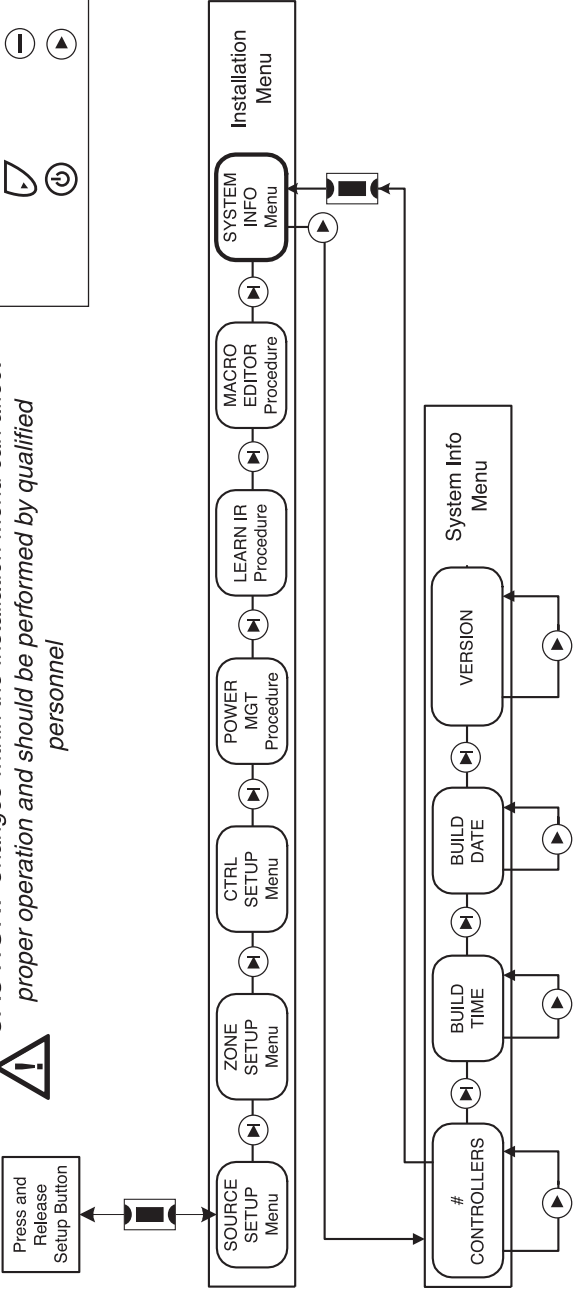 proper operation and should be performed by qualified
personnel
Press and
Release
Setup Button
SOURCE
SETUP
Menu
ZONE
SETUP
Menu
CTRL
SETUP
Menu
POWER
MGT
Procedure
LEARN IR
Procedure
MACRO
EDITOR
Procedure
SYSTEM
INFO
Menu
Installation
Menu
#
CONTROLLERS
BUILD
TIME
BUILD
DATE
VERSION
System Info
Menu